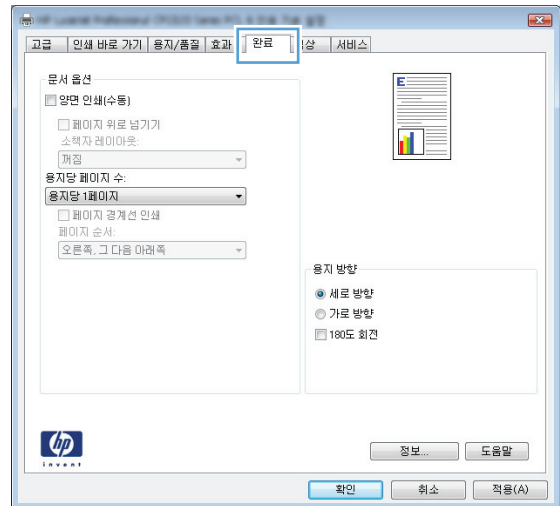 고급 인쇄 바로 가기 용지/품질 효과 완료 상 서비스
문서 옵션
양면 인쇄(수동)
페이지 위로 넘기기
소책자 레이아웃:
꺼짐
용지당 페이지 수:
용지당 1페이지
페이지 경계선 인쇄
페이지 순서:
오른쪽, 그 다음 아래쪽
E
용지 방향
세로 방향
가로 방향
180도 회전
hp
invent
정보... 도움말
확인 취소 적용(A)